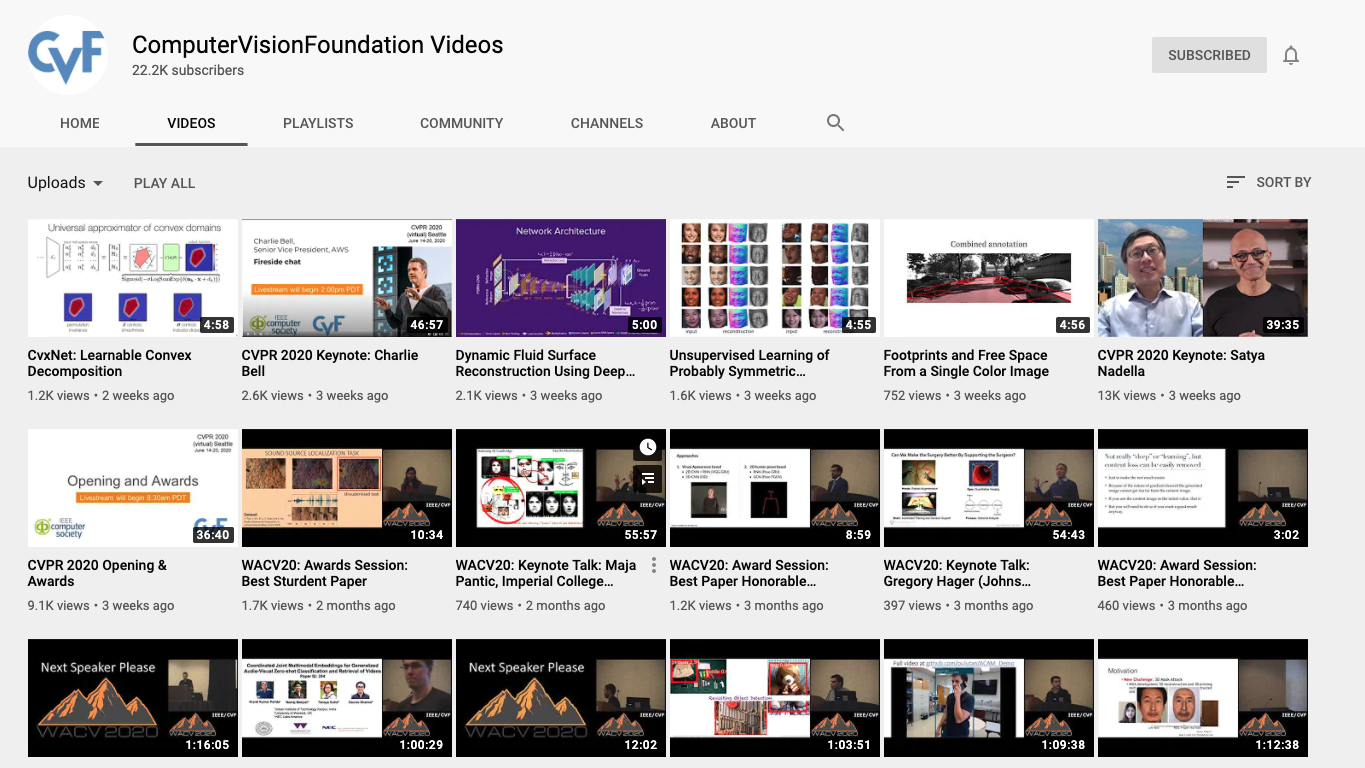 CVF
ComputerVisionFoundation Videos
22.2K subscribers
SUBSCRIBED
HOME
VIDEOS
PLAYLISTS
COMMUNITY
CHANNELS
ABOUT
Uploads
PLAY ALL
SORT BY
Universal approximator of convex domains
4:58
CVPR 2020
(virtual) Seattle
June 14-20, 2020
Charlie Bell,
Senior Vice President, AWS
Fireside chat
Livestream will begin 2:00pm PDT
IEEE
computer
society
CVF
46:57
Network Architecture
5:00
input
reconstruction
input
4:55
Combined annotation
4:56
39:35
CvxNet: Learnable Convex
Decomposition
1.2K views • 2 weeks ago
CVPR 2020 Keynote: Charlie
Bell
2.6K views • 3 weeks ago
Dynamic Fluid Surface
Reconstruction Using Deep...
2.1K views • 3 weeks ago
Unsupervised Learning of
Probably Symmetric...
1.6K views • 3 weeks ago
Footprints and Free Space
From a Single Color Image
752 views • 3 weeks ago
CVPR 2020 Keynote: Satya
Nadella
13K views • 3 weeks ago
CVPR 2020
(virtual) Seattle
June 14-20, 2020
Opening and Awards
Livestream will begin 8:30am PDT
IEEE
computer
society
36:40
SOUND SOURCE LOCALIZATION TASK
IEEE/CVF
WACV2020
10:34
WACV2020
55:57
Approaches
IEEE/CVF
WACV2020
8:59
Can We Make the Surgery Better By Supporting the Surgeon?
IEEE/CVF
WACV2020
54:43
Not really "deep" or "learning", but
content loss can be easily removed
IEEE/CVF
WACV2020
3:02
CVPR 2020 Opening &
Awards
9.1K views • 3 weeks ago
WACV20: Awards Session:
Best Sturdent Paper
1.7K views • 2 months ago
WACV20: Keynote Talk: Maja
Pantic, Imperial College...
740 views • 2 months ago
WACV20: Award Session:
Best Paper Honorable...
1.2K views • 3 months ago
WACV20: Keynote Talk:
Gregory Hager (Johns...
397 views • 3 months ago
WACV20: Award Session:
Best Paper Honorable...
460 views • 3 months ago
Next Speaker Please
WACV 2020
IEEE/CVF
WACV2020
1:16:05
Coordinated Joint Multimodal Embeddings for Generalized
Audio-Visual Zero-shot Classification and Retrieval of Videos
IEEE/CVF
WACV2020
1:00:29
Next Speaker Please
WACV 2020
IEEE/CVF
WACV2020
12:02
Revisiting Object Detection
IEEE/CVF
WACV2020
1:03:51
IEEE/CVF
WACV2020
1:09:38
Motivation
IEEE/CVF
WACV2020
1:12:38